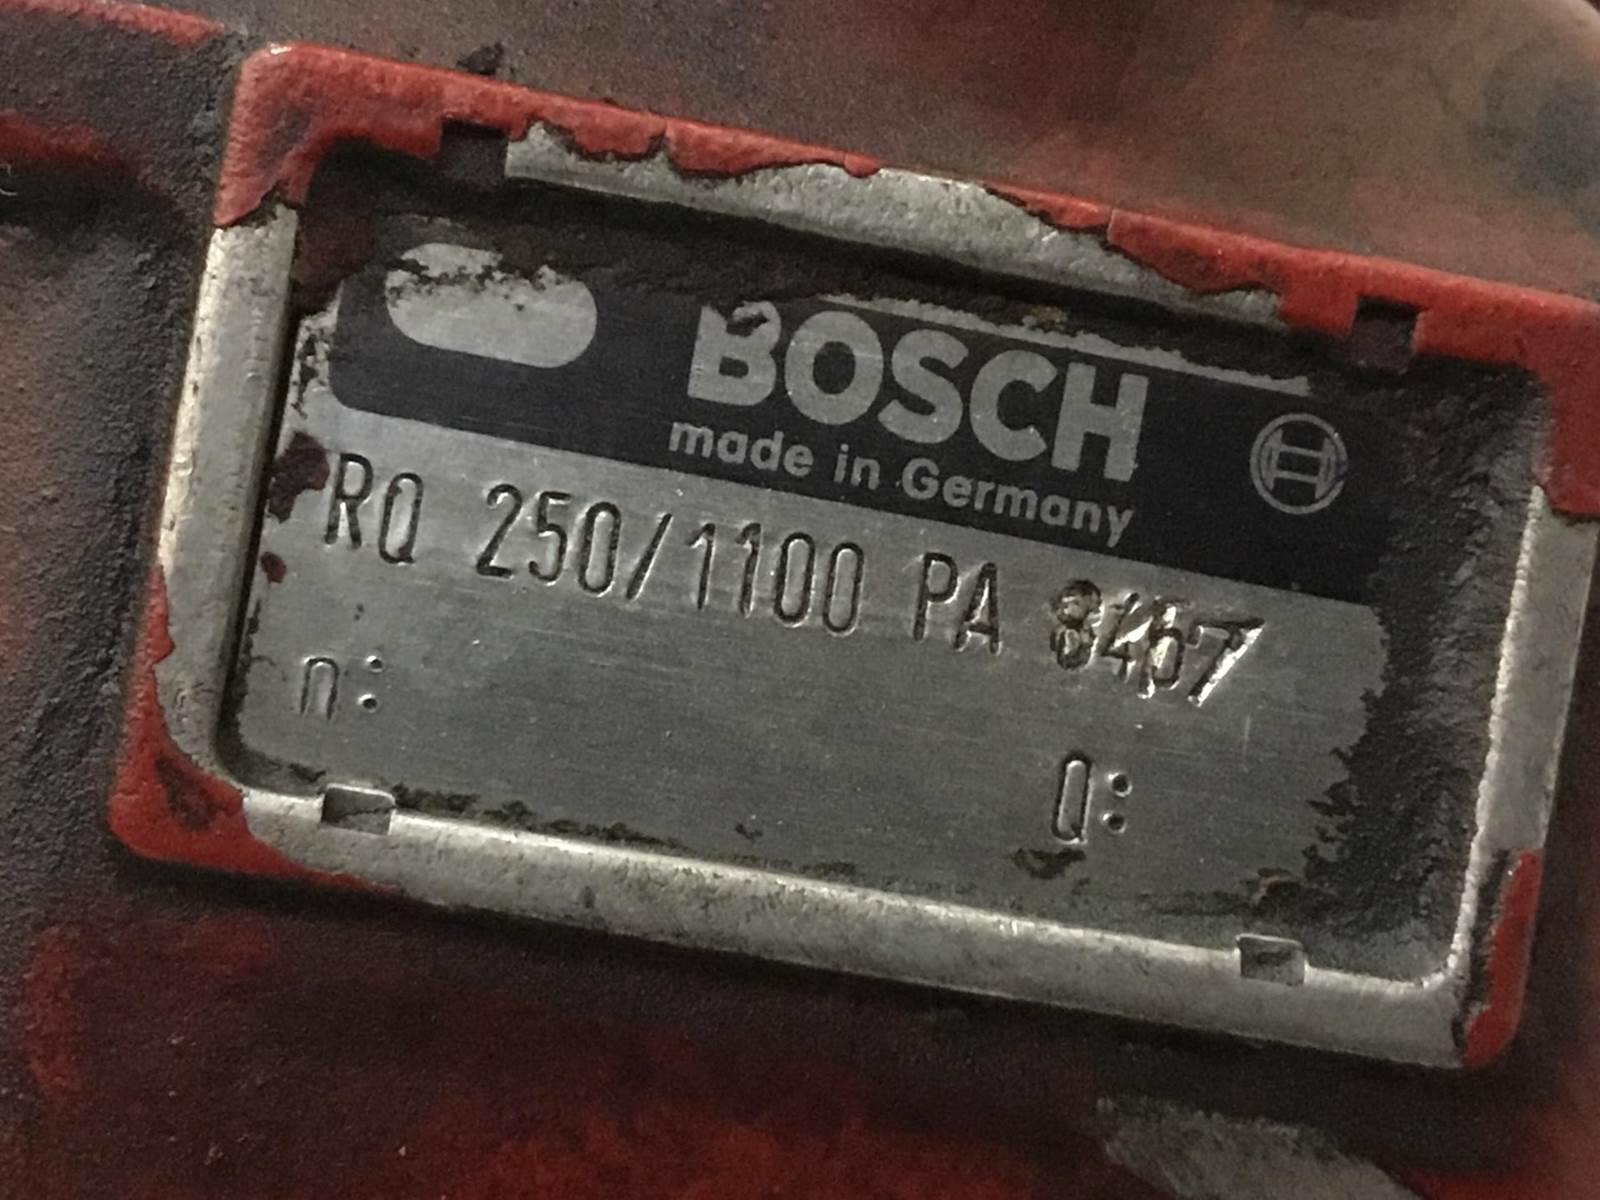 BOSCH
made in Germany
RQ 250/1100 PA
n:
Q: